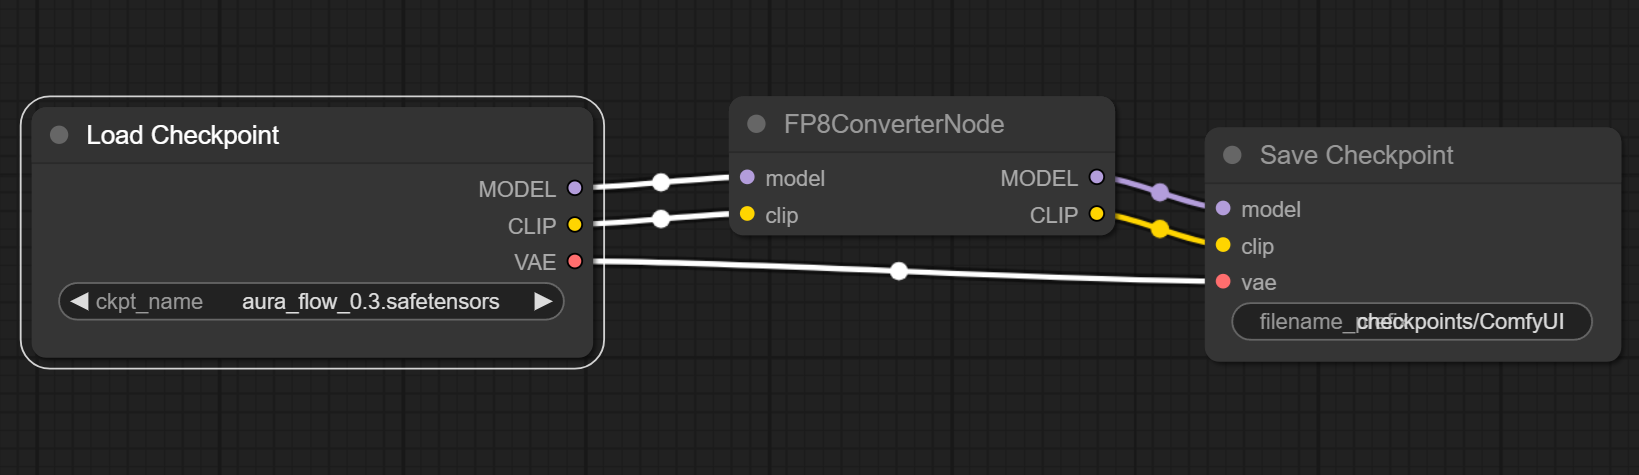 Load Checkpoint
MODEL
CLIP
VAE
ckpt_name aura_flow_0.3.safetensors
FP8ConverterNode
model MODEL
clip CLIP
Save Checkpoint
model
clip
vae
filename_prefix checkpoints/ComfyUI